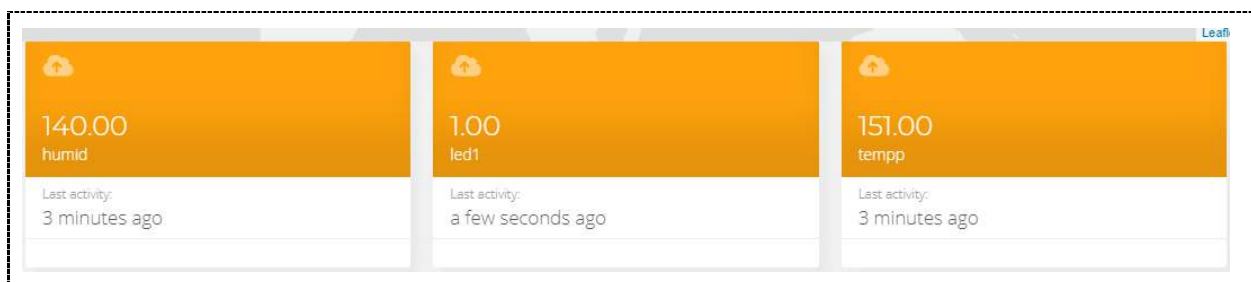 Leafl
140.00
humid
Last activity:
3 minutes ago
1.00
led1
Last activity:
a few seconds ago
151.00
tempp
Last activity:
3 minutes ago